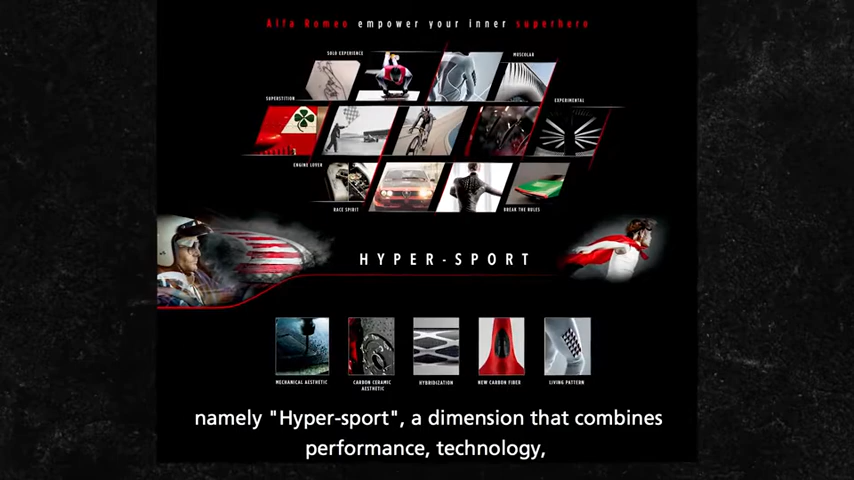 Alfa Romeo empower your inner superhero
SOLO EXPERIENCE
MUSCOLAR
SUPERSTITION
EXPERIMENTAL
ENGINE LOVER
RACE SPIRIT
BREAK THE RULES
HYPER-SPORT
MECHANICAL AESTHETIC
CARBON CERAMIC
AESTHETIC
HYBRIDIZATION
NEW CARBON FIBER
LIVING PATTERN
namely "Hyper-sport", a dimension that combines
performance, technology,